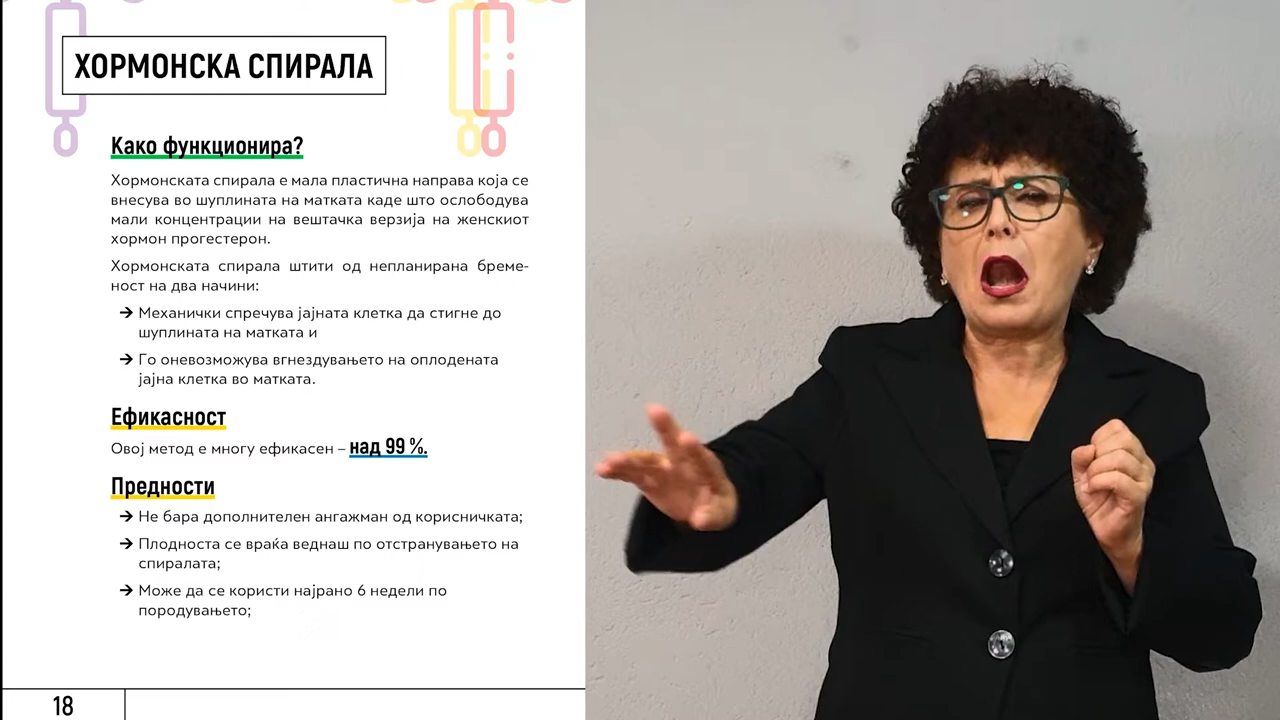 ХОРМОНСКА СПИРАЛА
Како функционира?
Хормонската спирала е мала пластична направа која се
внесува во шуплината на матката каде што ослободува
мали концентрации на вештачка верзија на женскиот
хормон прогестерон.
Хормонската спирала штити од непланирана бреме-
ност на два начини:
→ Механички спречува јајната клетка да стигне до
шуплината на матката и
→ Го оневозможува вгнездувањето на оплодената
јајна клетка во матката.
Ефикасност
Овој метод е многу ефикасен – над 99 %.
Предности
→ Не бара дополнителен ангажман од корисничката;
→ Плодноста се враќа веднаш по отстранувањето на
спиралата;
→ Може да се користи најрано 6 недели по
породувањето;
18